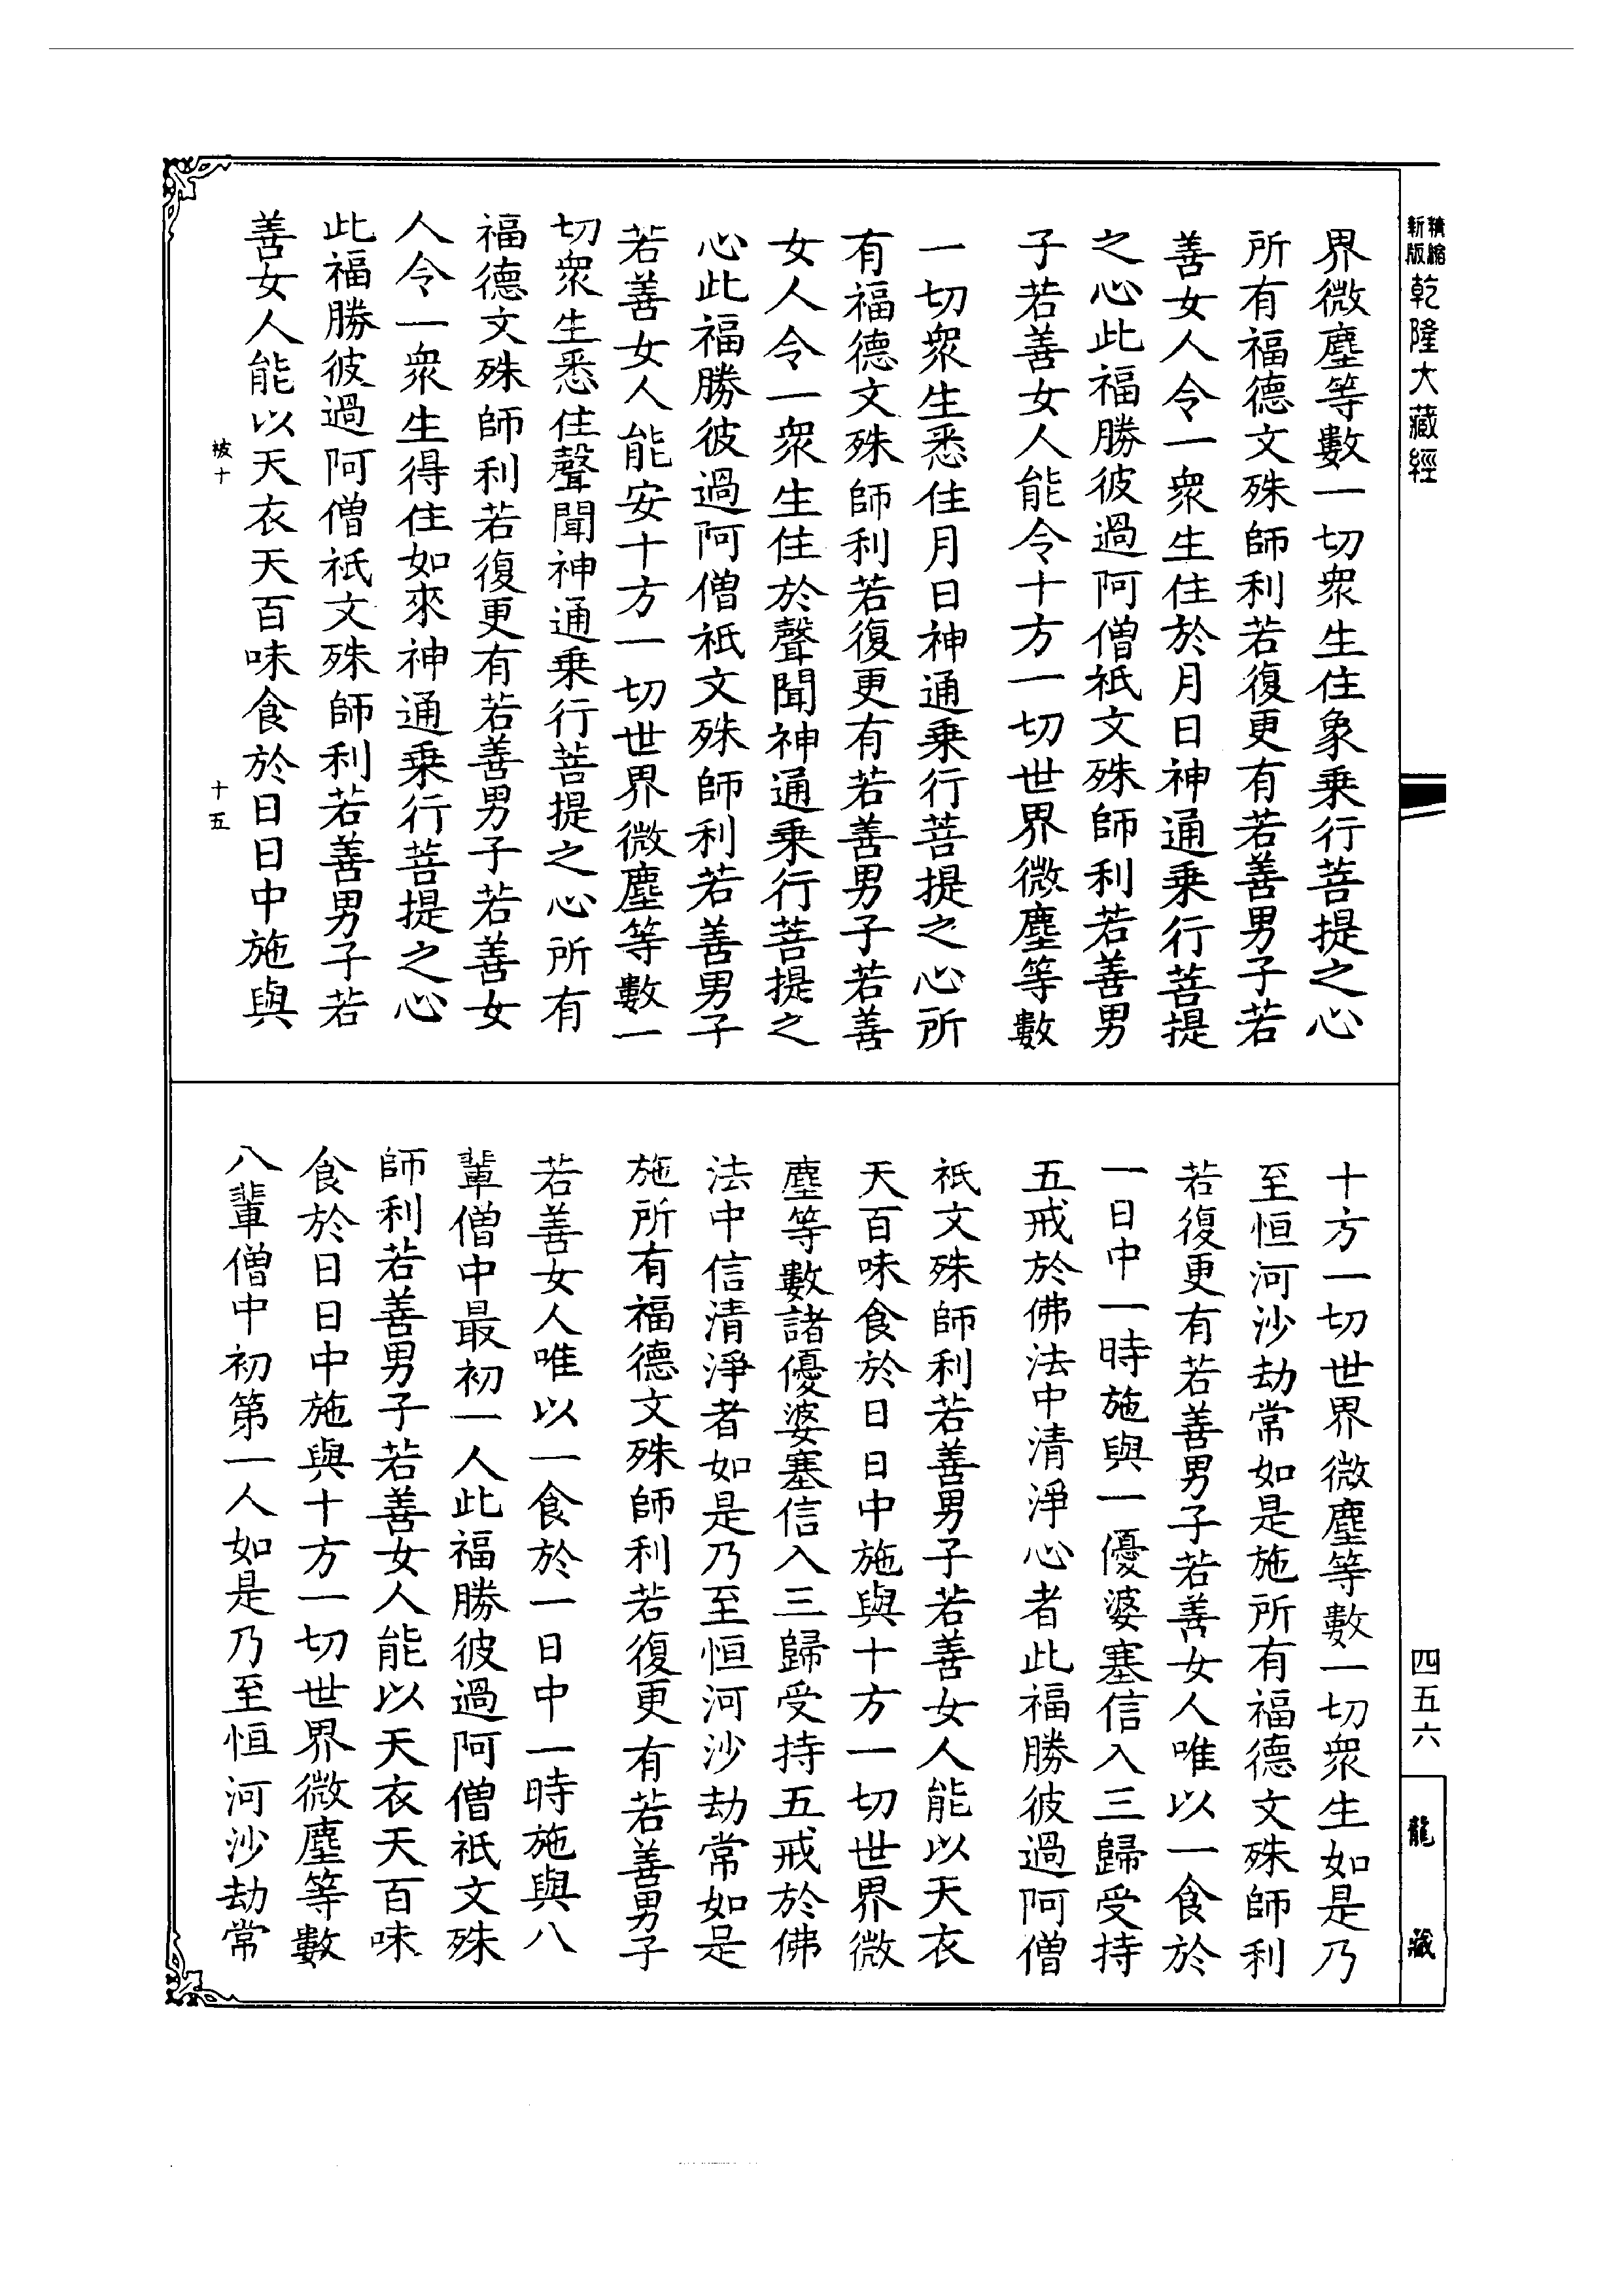 新版精縮
乾隆大藏經
四五六
龍藏
界微塵等數一切眾生住象乘行菩提之心
所有福德文殊師利若復更有若善男子若
善女人令一眾生住於月日神通乘行菩提
之心此福勝彼過阿僧祇文殊師利若善男
子若善女人能令十方一切世界微塵等數
一切眾生悉住月日神通乘行菩提之心所
有福德文殊師利若復更有若善男子若善
女人令一眾生住於聲聞神通乘行菩提之
心此福勝彼過阿僧祇文殊師利若善男子
若善女人能安十方一切世界微塵等數一
切眾生悉住聲聞神通乘行菩提之心所有
福德文殊師利若復更有若善男子若善女
人令一眾生得住如來神通乘行菩提之心
此福勝彼過阿僧祇文殊師利若善男子若
善女人能以天衣天百味食於日日中施與
被十
十五
十方一切世界微塵等數一切眾生如是乃
至恒河沙劫常如是施所有福德文殊師利
若復更有若善男子若善女人唯以一食於
一日中一時施與一優婆塞信入三歸受持
五戒於佛法中清淨心者此福勝彼過阿僧
祇文殊師利若善男子若善女人能以天衣
天百味食於日日中施與十方一切世界微
塵等數諸優婆塞信入三歸受持五戒於佛
法中信清淨者如是乃至恒河沙劫常如是
施所有福德文殊師利若復更有若善男子
若善女人唯以一食於一日中一時施與八
輩僧中最初一人此福勝彼過阿僧祇文殊
師利若善男子若善女人能以天衣天百味
食於日日中施與十方一切世界微塵等數
八輩僧中初第一人如是乃至恒河沙劫常